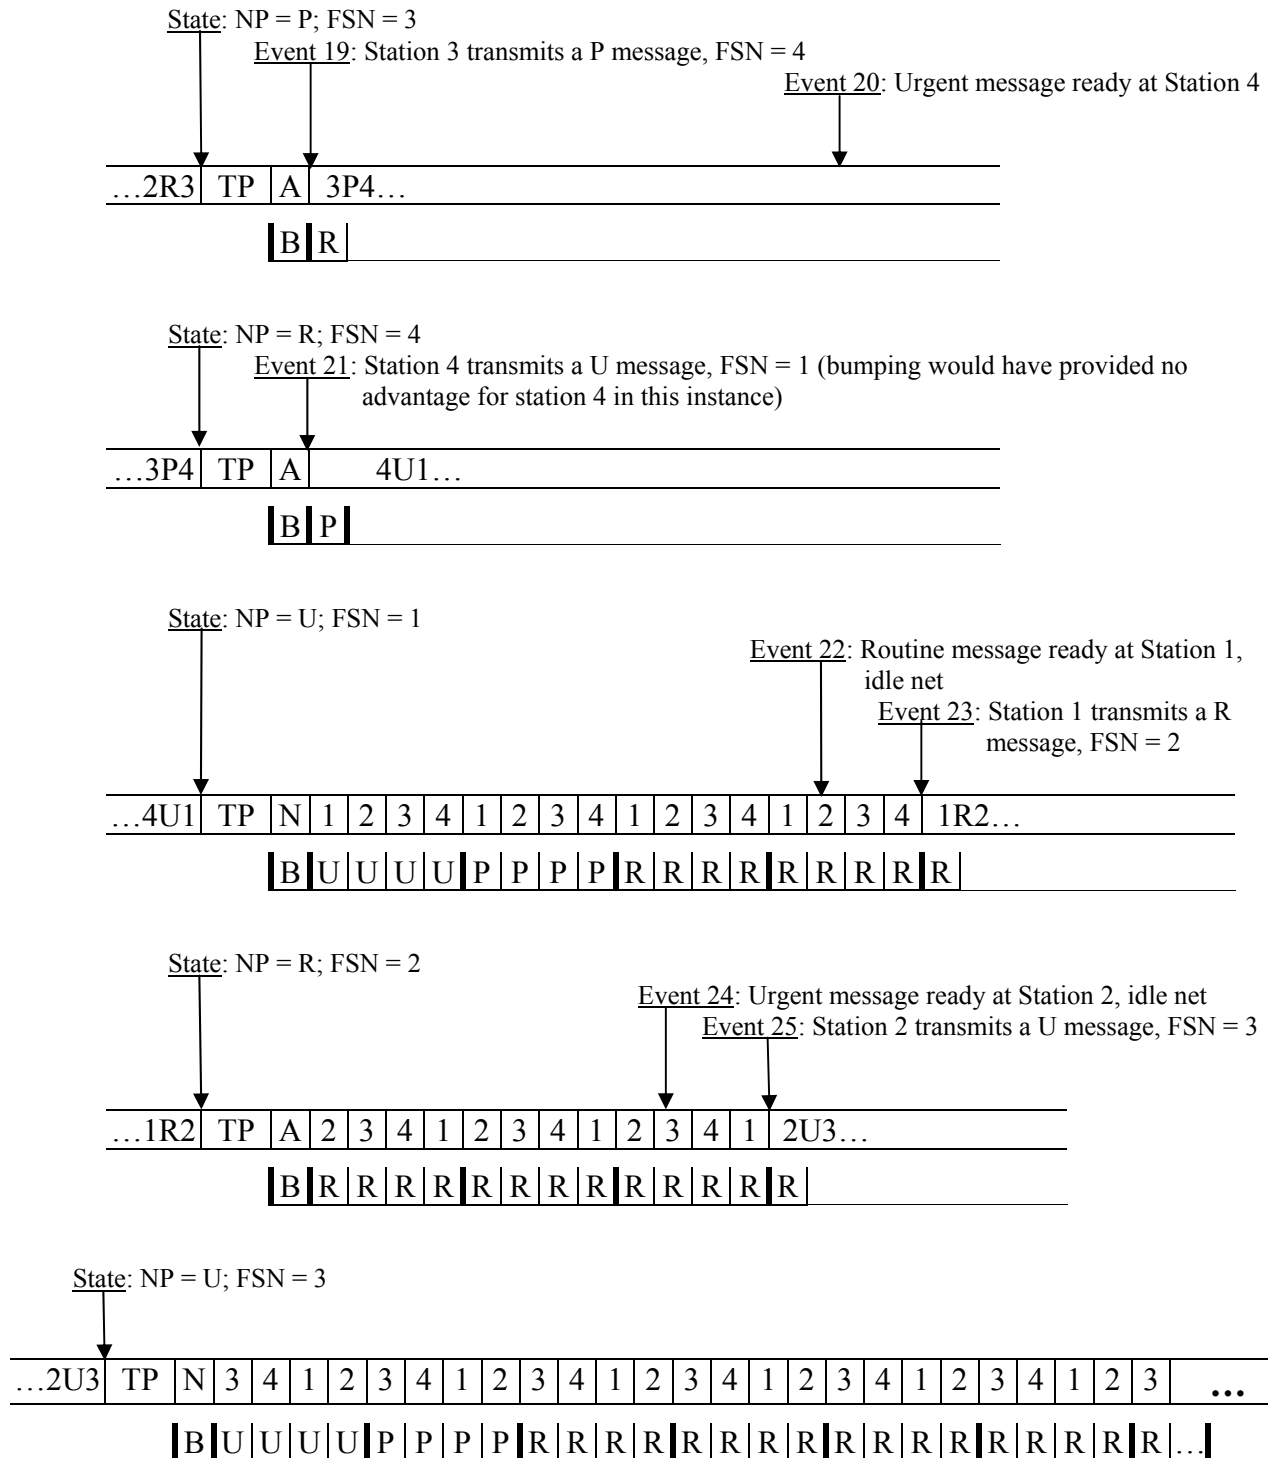 State: NP = P; FSN = 3
Event 19: Station 3 transmits a P message, FSN = 4
Event 20: Urgent message ready at Station 4
…2R3 TP A 3P4…
B R
State: NP = R; FSN = 4
Event 21: Station 4 transmits a U message, FSN = 1 (bumping would have provided no
advantage for station 4 in this instance)
…3P4 TP A 4U1…
B P
State: NP = U; FSN = 1
Event 22: Routine message ready at Station 1,
idle net
Event 23: Station 1 transmits a R
message, FSN = 2
…4U1 TP N 1 2 3 4 1 2 3 4 1 2 3 4 1 2 3 4 1R2…
B U U U U P P P P R R R R R R R R R
State: NP = R; FSN = 2
Event 24: Urgent message ready at Station 2, idle net
Event 25: Station 2 transmits a U message, FSN = 3
…1R2 TP A 2 3 4 1 2 3 4 1 2 3 4 1 2U3…
B R R R R R R R R R R R R R
State: NP = U; FSN = 3
…2U3 TP N 3 4 1 2 3 4 1 2 3 4 1 2 3 4 1 2 3 4 1 2 3 4 1 2 3 …
B U U U U P P P P R R R R R R R R R R R R R R R R R …